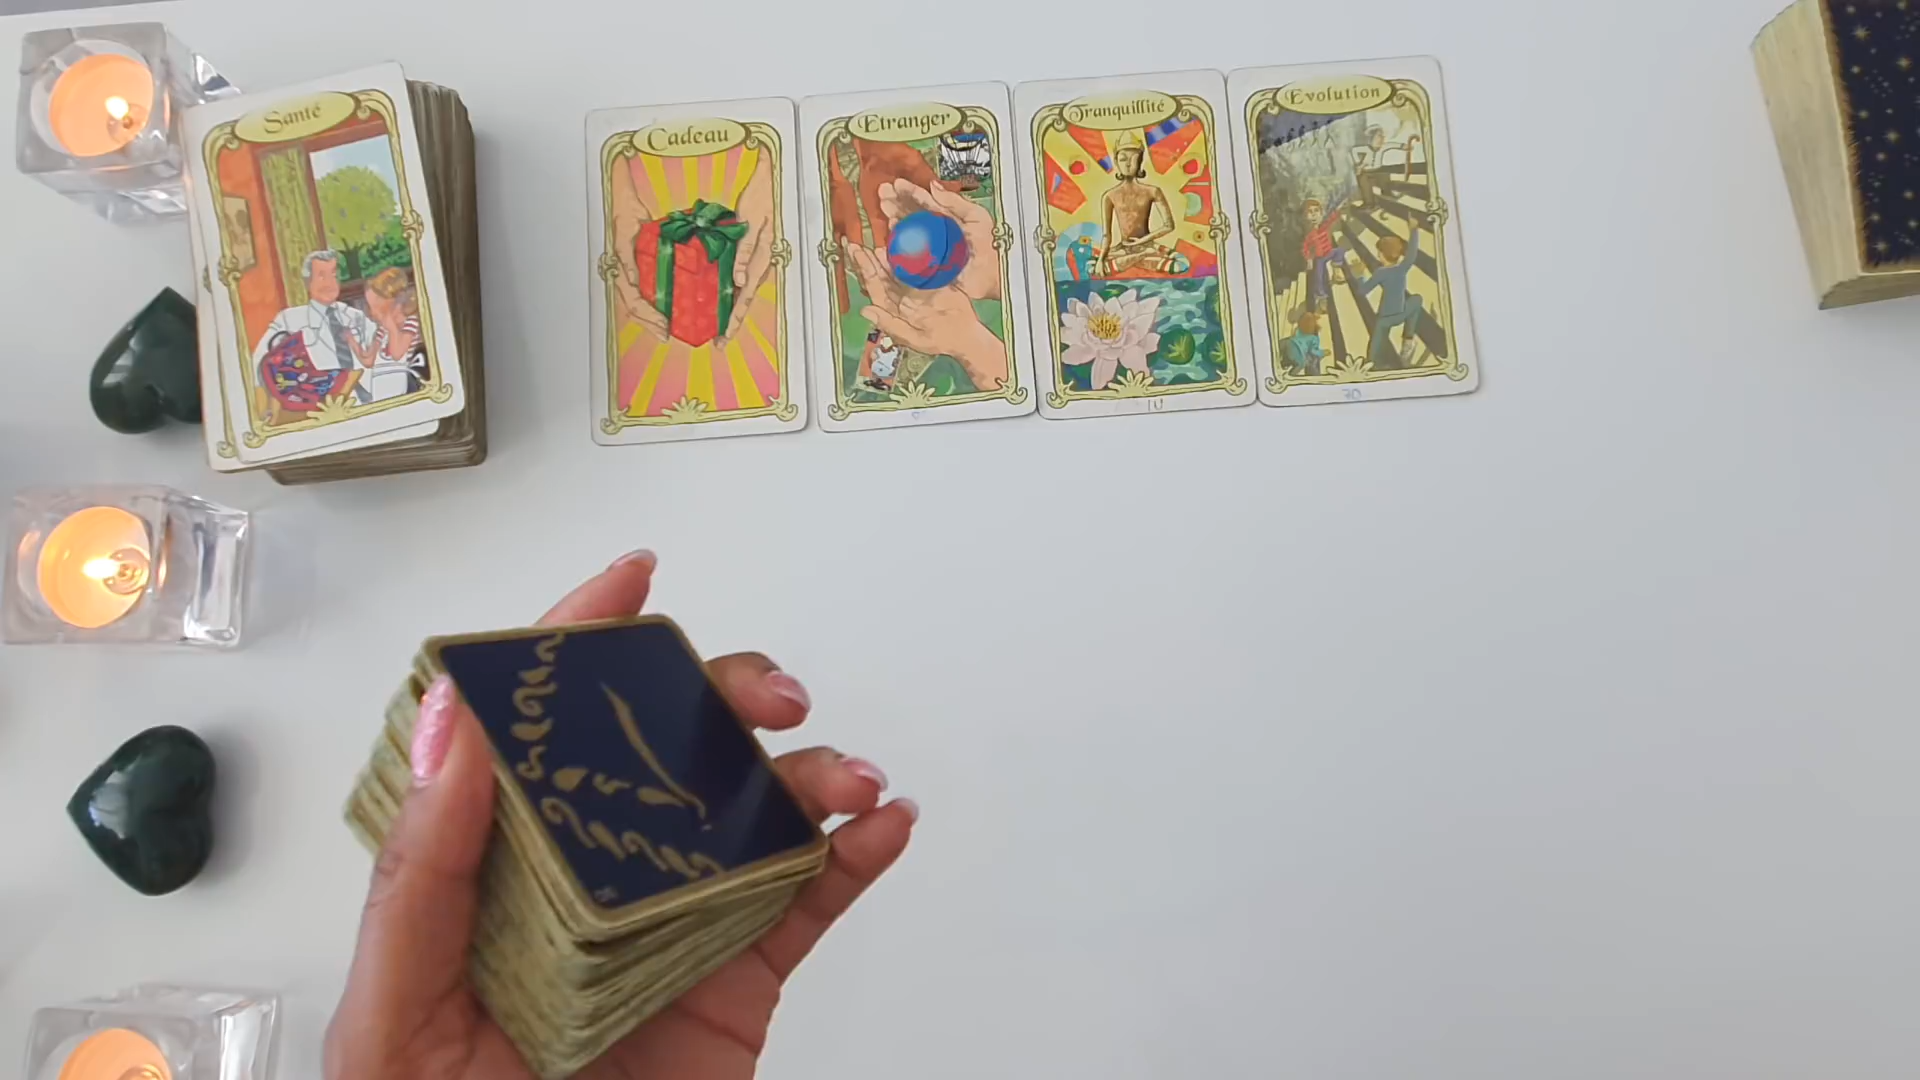 Santé
Cadeau
Etranger
Tranquillité
Evolution